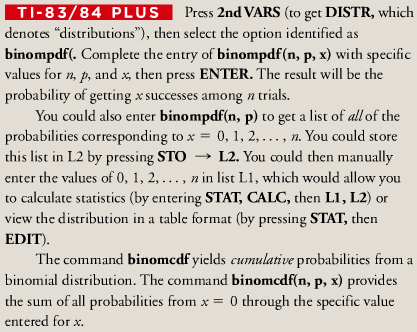 TI-83/84 PLUS Press 2nd VARS (to get DISTR, which
denotes “distributions”), then select the option identified as
binompdf(. Complete the entry of binompdf(n, p, x) with specific
values for n, p, and x, then press ENTER. The result will be the
probability of getting x successes among n trials.
You could also enter binompdf(n, p) to get a list of all of the
probabilities corresponding to x = 0, 1, 2, . . . , n. You could store
this list in L2 by pressing STO → L2. You could then manually
enter the values of 0, 1, 2, . . . , n in list L1, which would allow you
to calculate statistics (by entering STAT, CALC, then L1, L2) or
view the distribution in a table format (by pressing STAT, then
EDIT).
The command binomcdf yields cumulative probabilities from a
binomial distribution. The command binomcdf(n, p, x) provides
the sum of all probabilities from x = 0 through the specific value
entered for x.